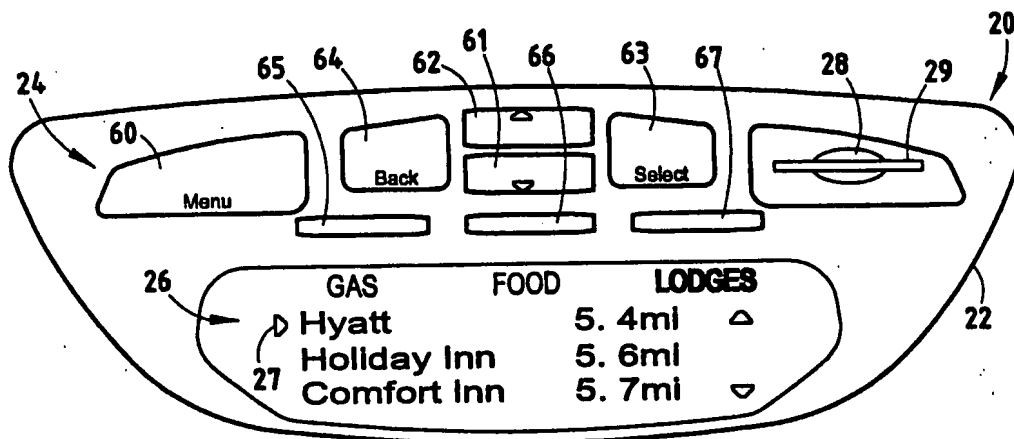 20
61
64 62 66 63 67 28
65 29
24
60
Back Select
Menu
26 GAS FOOD LODGES
22
Hyatt 5. 4mi
Holiday Inn 5. 6mi
27 Comfort Inn 5. 7mi